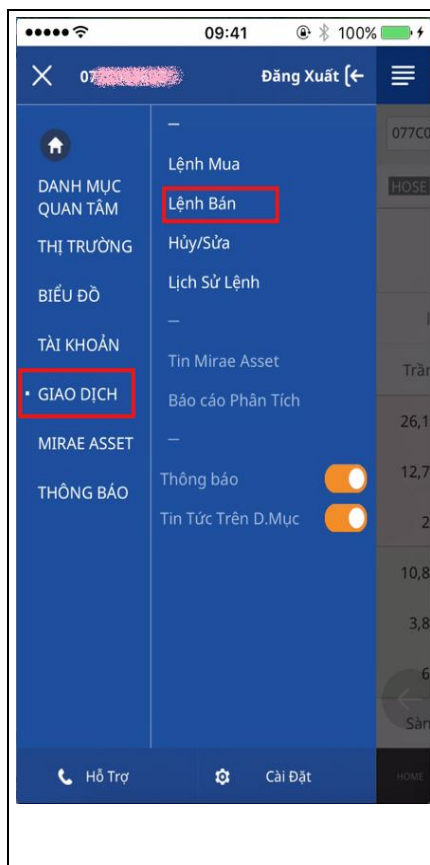 09:41
100%
07
Đăng Xuất
077C0
HOSE
DANH MỤC
QUAN TÂM
THỊ TRƯỜNG
BIỂU ĐỒ
TÀI KHOẢN
GIAO DỊCH
MIRAE ASSET
THÔNG BÁO
–
Lệnh Mua
Lệnh Bán
Hủy/Sửa
Lịch Sử Lệnh
–
Tin Mirae Asset
Báo cáo Phân Tích
–
Thông báo
Tin Tức Trên D.Mục
Trần
26,1
12,7
2
10,8
3,8
6
Sàn
Hỗ Trợ
Cài Đặt
HOME